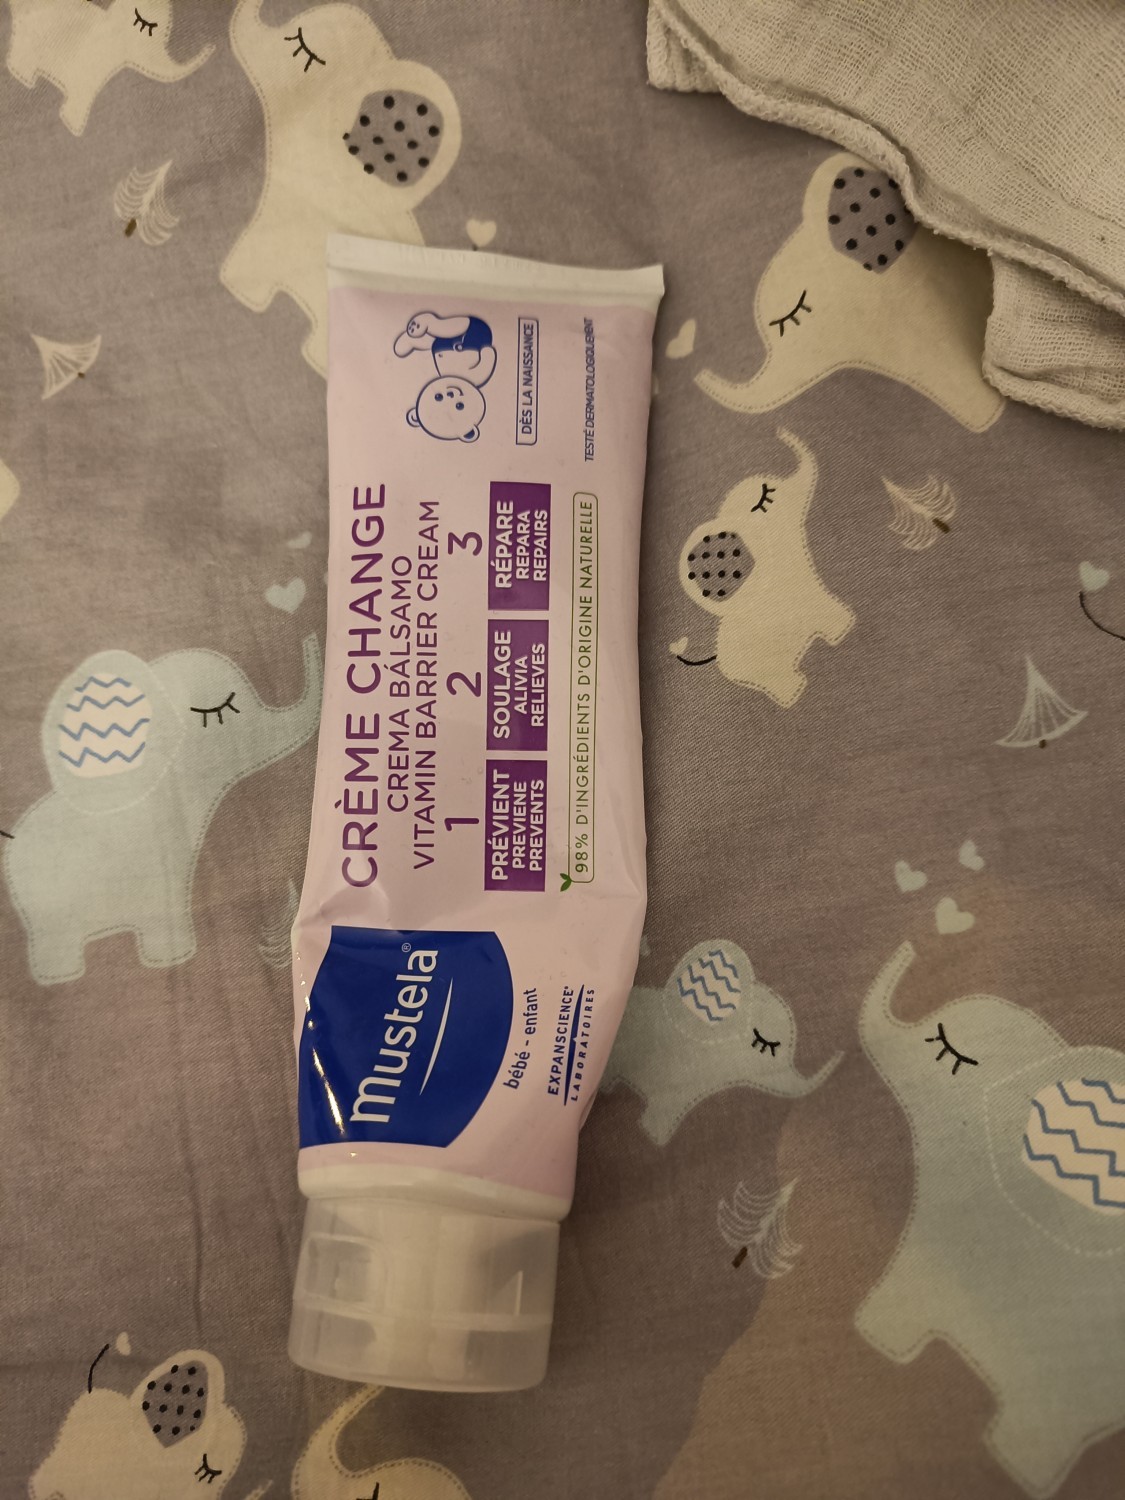 CRÈME CHANGE
CREMA BÁLSAMO
VITAMIN BARRIER CREAM
1 2 3
PRÉVIENT
PREVIENE
PREVENTS
SOULAGE
ALIVIA
RELIEVES
RÉPARE
REPARA
REPAIRS
98% D'INGRÉDIENTS D'ORIGINE NATURELLE
DÈS LA NAISSANCE
TESTÉ DERMATOLOGIQUEMENT
mustela®
bébé - enfant
EXPANSCIENCE®
LABORATOIRES